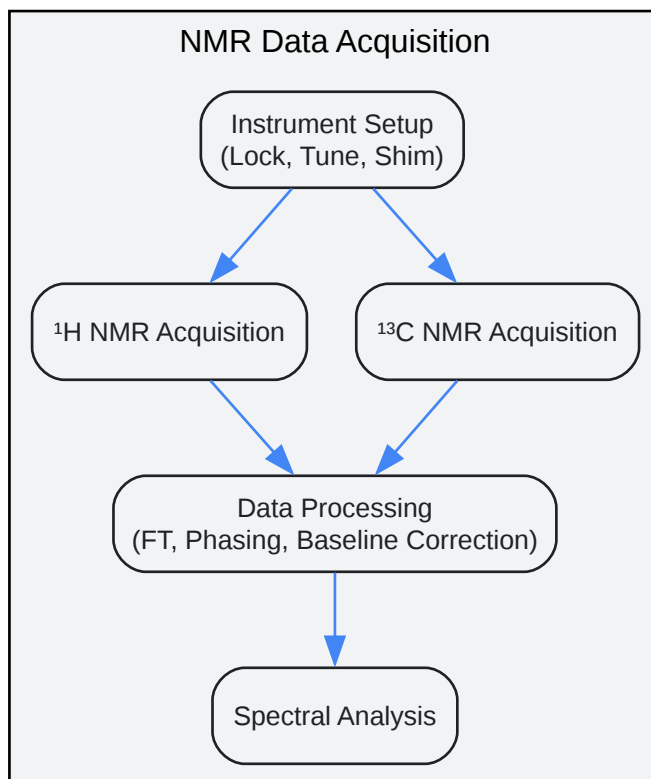 NMR Data Acquisition
Instrument Setup
(Lock, Tune, Shim)
¹H NMR Acquisition
¹³C NMR Acquisition
Data Processing
(FT, Phasing, Baseline Correction)
Spectral Analysis